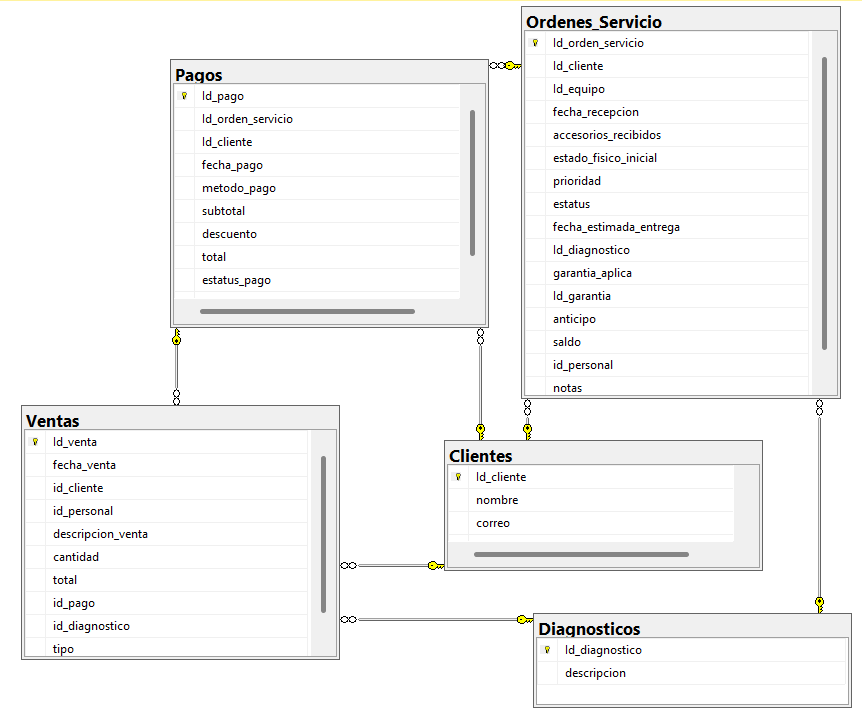 Ordenes_Servicio
Id_orden_servicio
Id_cliente
Id_equipo
fecha_recepcion
accesorios_recibidos
estado_fisico_inicial
prioridad
estatus
fecha_estimada_entrega
Id_diagnostico
garantia_aplica
Id_garantia
anticipo
saldo
id_personal
notas
Pagos
Id_pago
Id_orden_servicio
Id_cliente
fecha_pago
metodo_pago
subtotal
descuento
total
estatus_pago
Ventas
Id_venta
fecha_venta
id_cliente
id_personal
descripcion_venta
cantidad
total
id_pago
id_diagnostico
tipo
Clientes
Id_cliente
nombre
correo
Diagnosticos
Id_diagnostico
descripcion